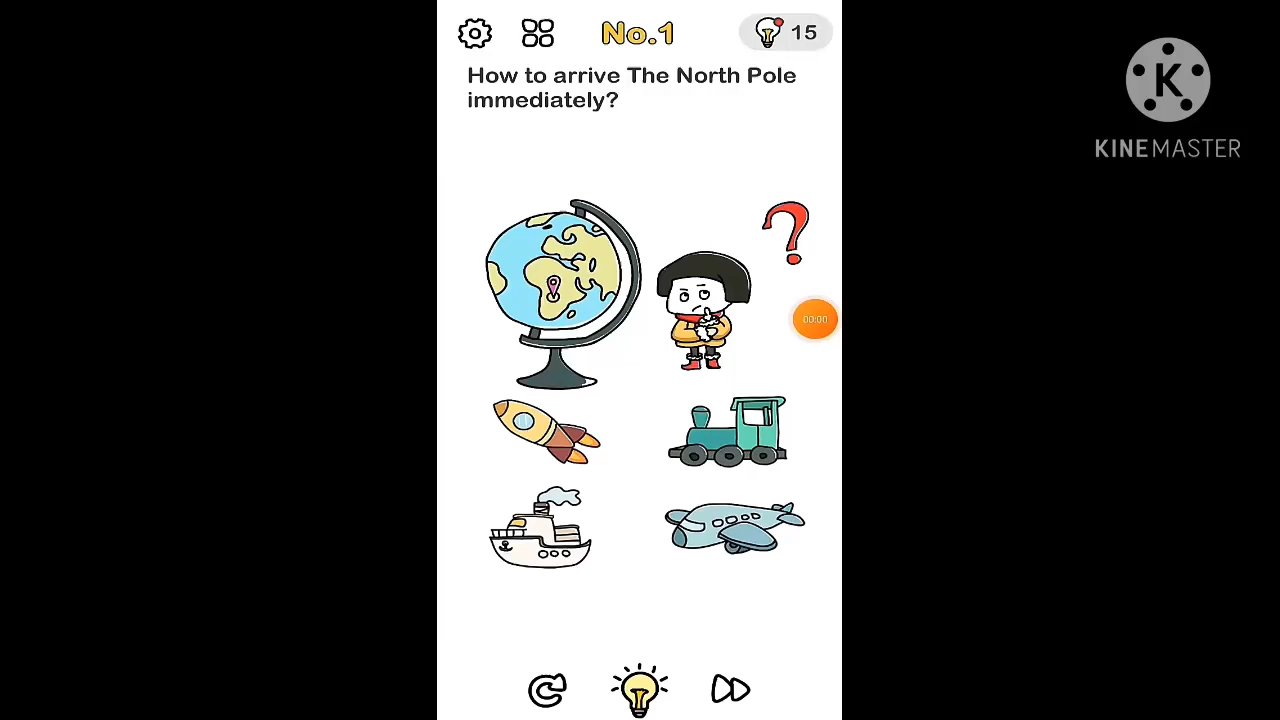 No.1
15
How to arrive The North Pole
immediately?
?
K
KINEMASTER
00:00